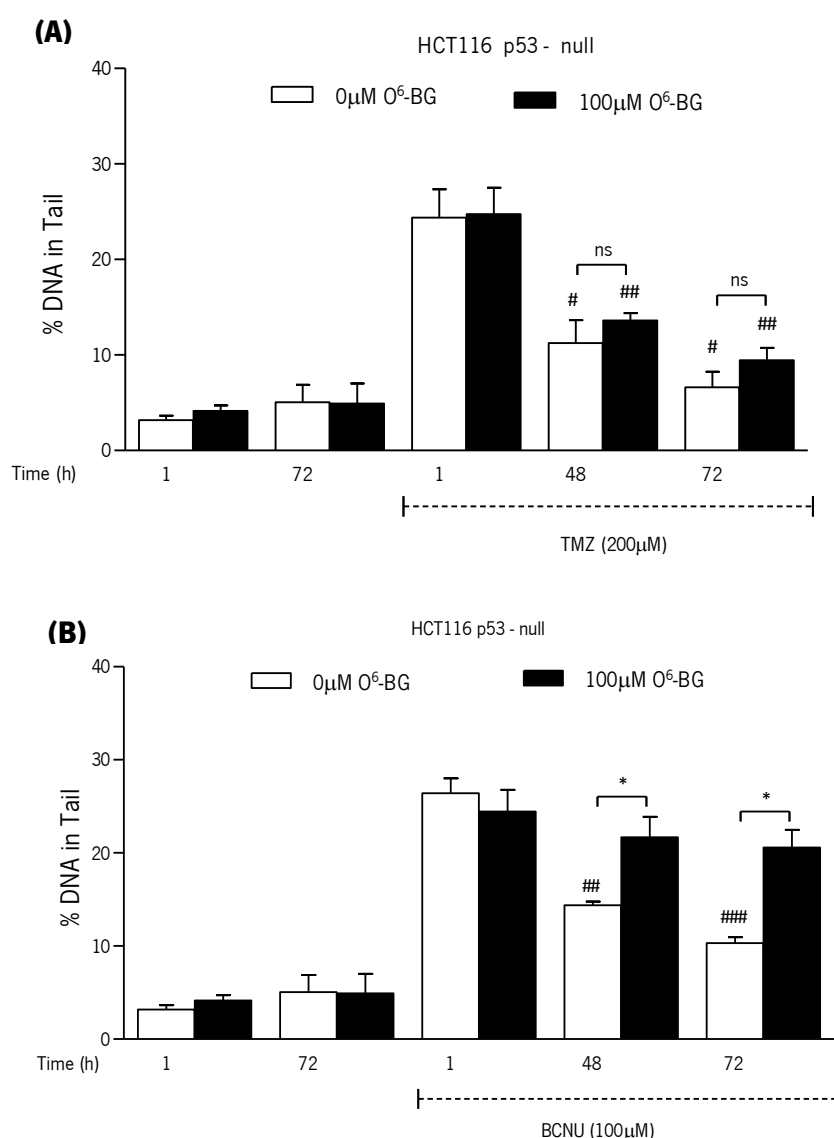 (A)
HCT116 p53 - null
0μM O⁶-BG
100μM O⁶-BG
% DNA in Tail
40
30
20
10
0
ns
ns
#
##
#
##
Time (h)
1
72
1
48
72
TMZ (200μM)
(B)
HCT116 p53 - null
0μM O⁶-BG
100μM O⁶-BG
% DNA in Tail
40
30
20
10
0
*
*
##
###
Time (h)
1
72
1
48
72
BCNU (100μM)